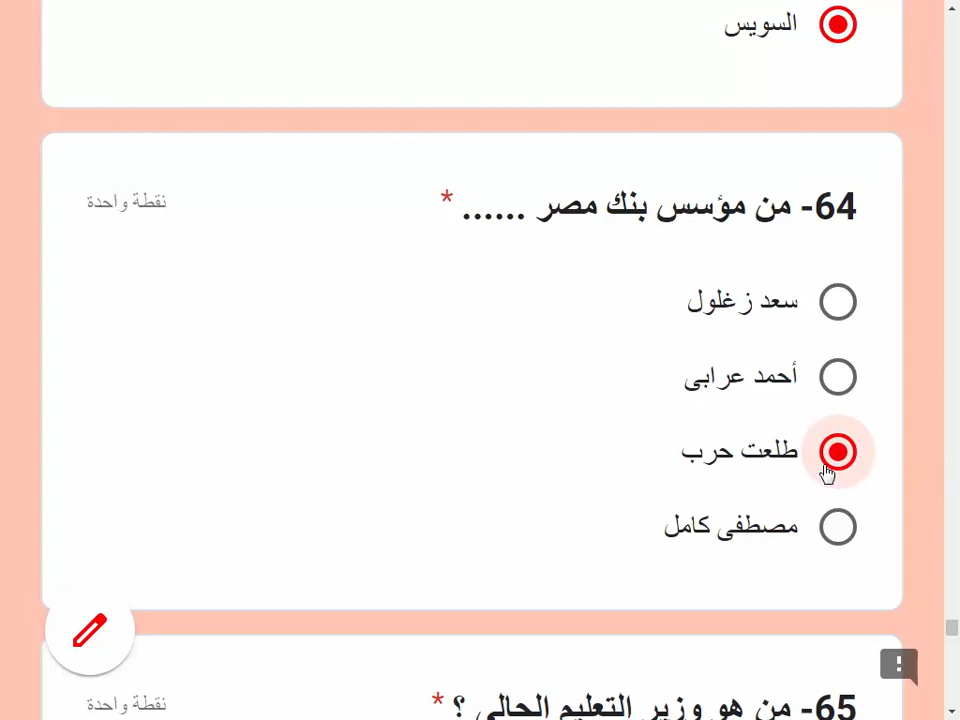 السويس
64- من مؤسس بنك مصر ...... *
نقطة واحدة
سعد زغلول
أحمد عرابى
طلعت حرب
مصطفى كامل
65- من هو وزير التعليم الحالى ؟ *
نقطة واحدة